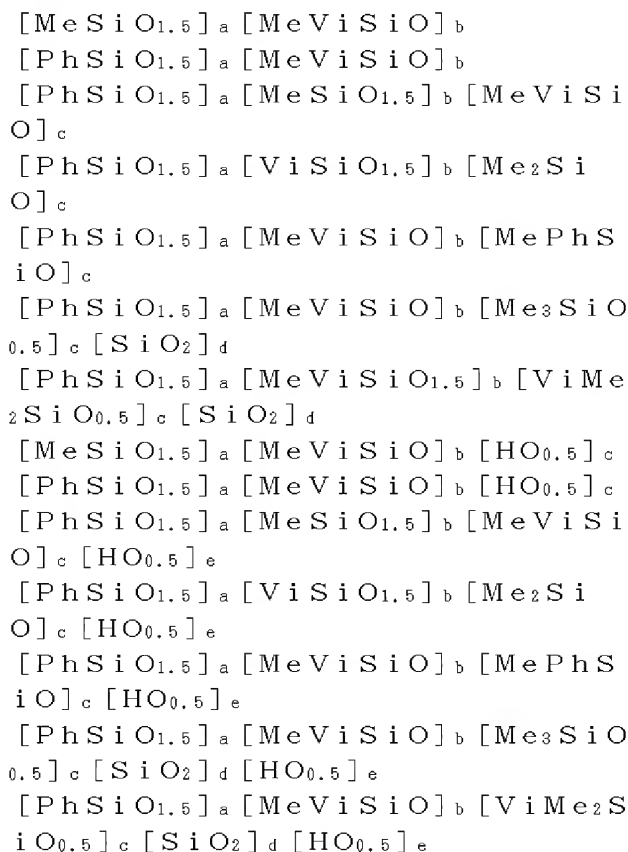 [MeSiO1.5]a[MeViSiO]b
[PhSiO1.5]a[MeViSiO]b
[PhSiO1.5]a[MeSiO1.5]b[MeViSi
O]c
[PhSiO1.5]a[ViSiO1.5]b[Me2Si
O]c
[PhSiO1.5]a[MeViSiO]b[MePhS
iO]c
[PhSiO1.5]a[MeViSiO]b[Me3SiO
0.5]c[SiO2]d
[PhSiO1.5]a[MeViSiO1.5]b[ViMe
2SiO0.5]c[SiO2]d
[MeSiO1.5]a[MeViSiO]b[HO0.5]c
[PhSiO1.5]a[MeViSiO]b[HO0.5]c
[PhSiO1.5]a[MeSiO1.5]b[MeViSi
O]c[HO0.5]e
[PhSiO1.5]a[ViSiO1.5]b[Me2Si
O]c[HO0.5]e
[PhSiO1.5]a[MeViSiO]b[MePhS
iO]c[HO0.5]e
[PhSiO1.5]a[MeViSiO]b[Me3SiO
0.5]c[SiO2]d[HO0.5]e
[PhSiO1.5]a[MeViSiO]b[ViMe2S
iO0.5]c[SiO2]d[HO0.5]e